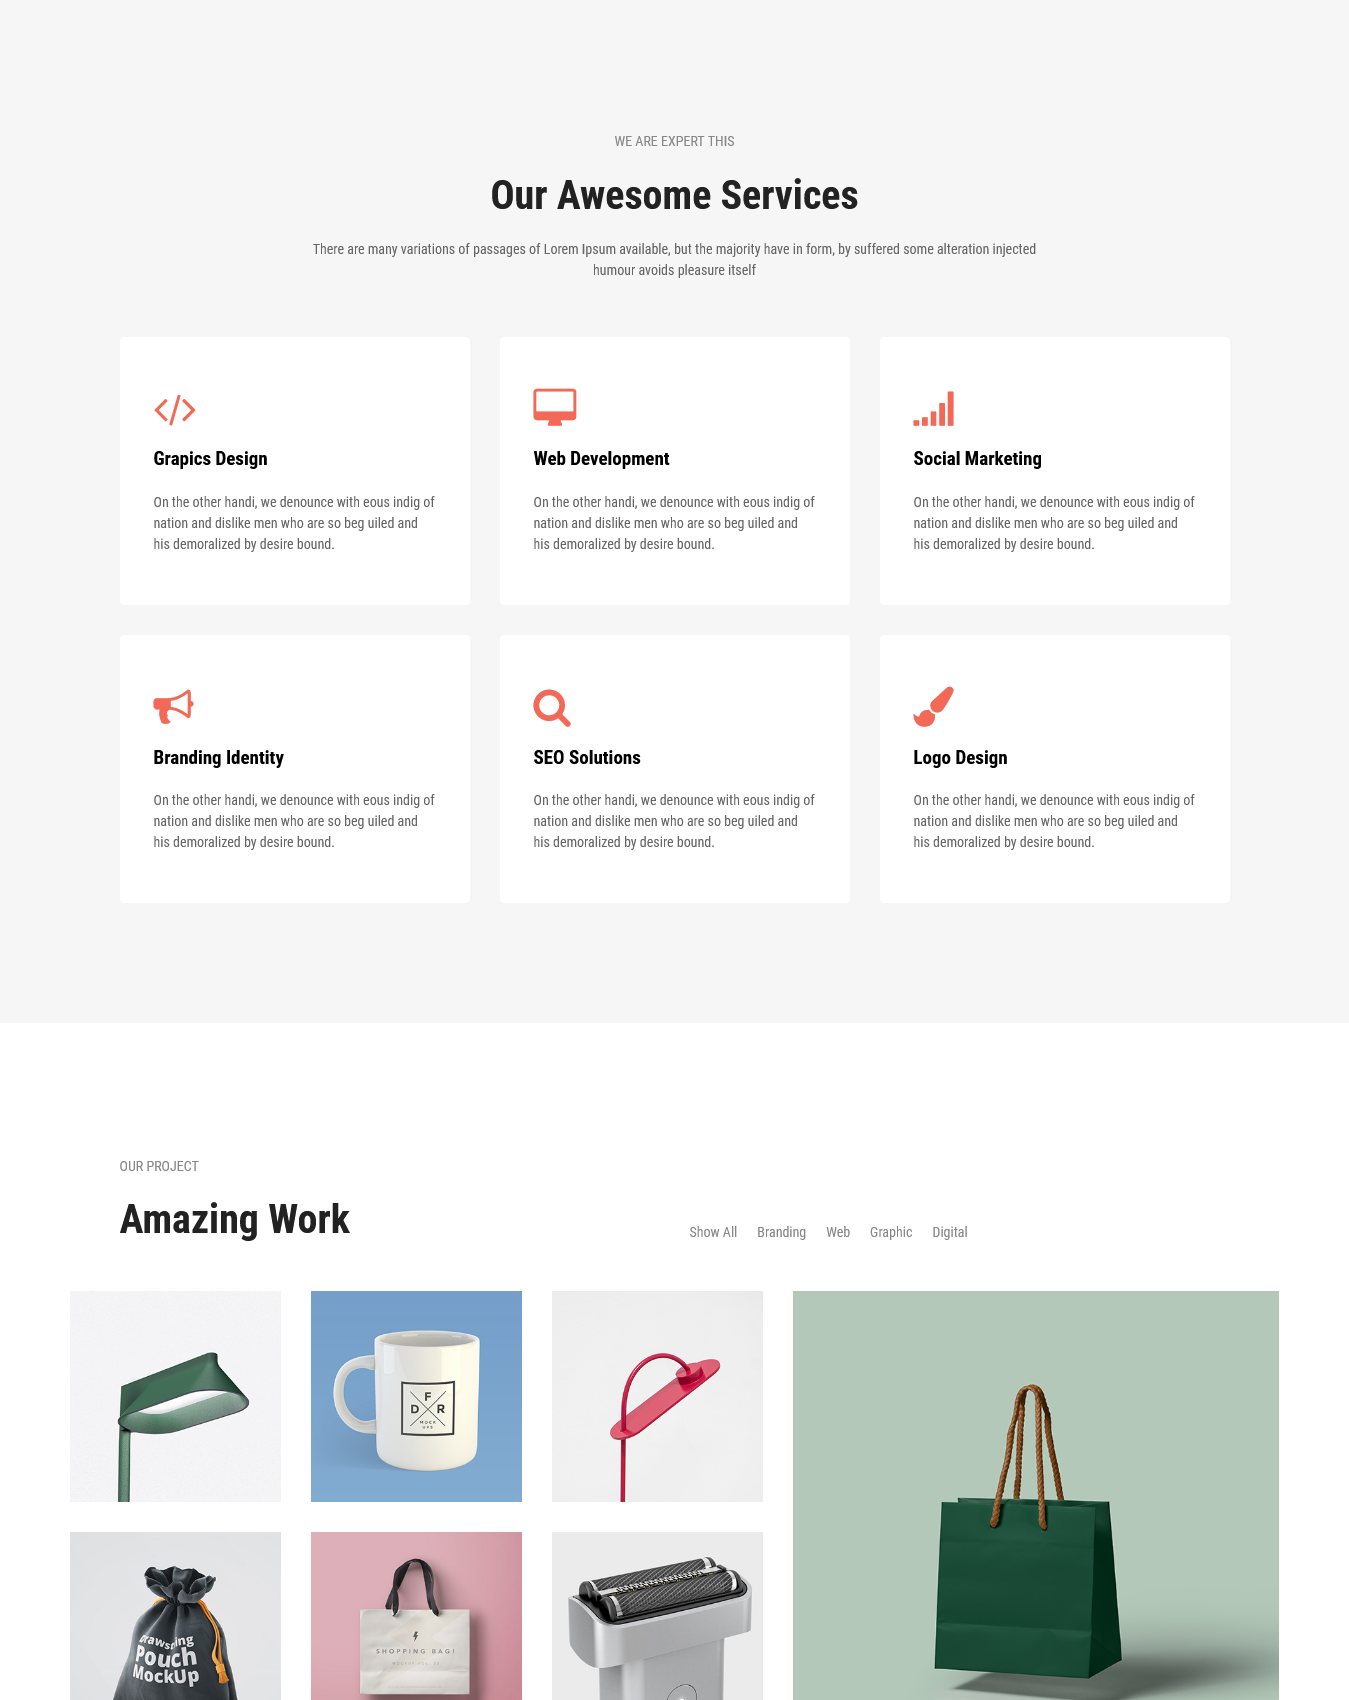 WE ARE EXPERT THIS
Our Awesome Services
There are many variations of passages of Lorem Ipsum available, but the majority have in form, by suffered some alteration injected
humour avoids pleasure itself
Grapics Design
On the other handi, we denounce with eous indig of
nation and dislike men who are so beg uiled and
his demoralized by desire bound.
Web Development
On the other handi, we denounce with eous indig of
nation and dislike men who are so beg uiled and
his demoralized by desire bound.
Social Marketing
On the other handi, we denounce with eous indig of
nation and dislike men who are so beg uiled and
his demoralized by desire bound.
Branding Identity
On the other handi, we denounce with eous indig of
nation and dislike men who are so beg uiled and
his demoralized by desire bound.
SEO Solutions
On the other handi, we denounce with eous indig of
nation and dislike men who are so beg uiled and
his demoralized by desire bound.
Logo Design
On the other handi, we denounce with eous indig of
nation and dislike men who are so beg uiled and
his demoralized by desire bound.
OUR PROJECT
Amazing Work
Show All Branding Web Graphic Digital
F
D R
MOCK
UPS
Drawstring
Pouch
MockUp
SHOPPING BAG!